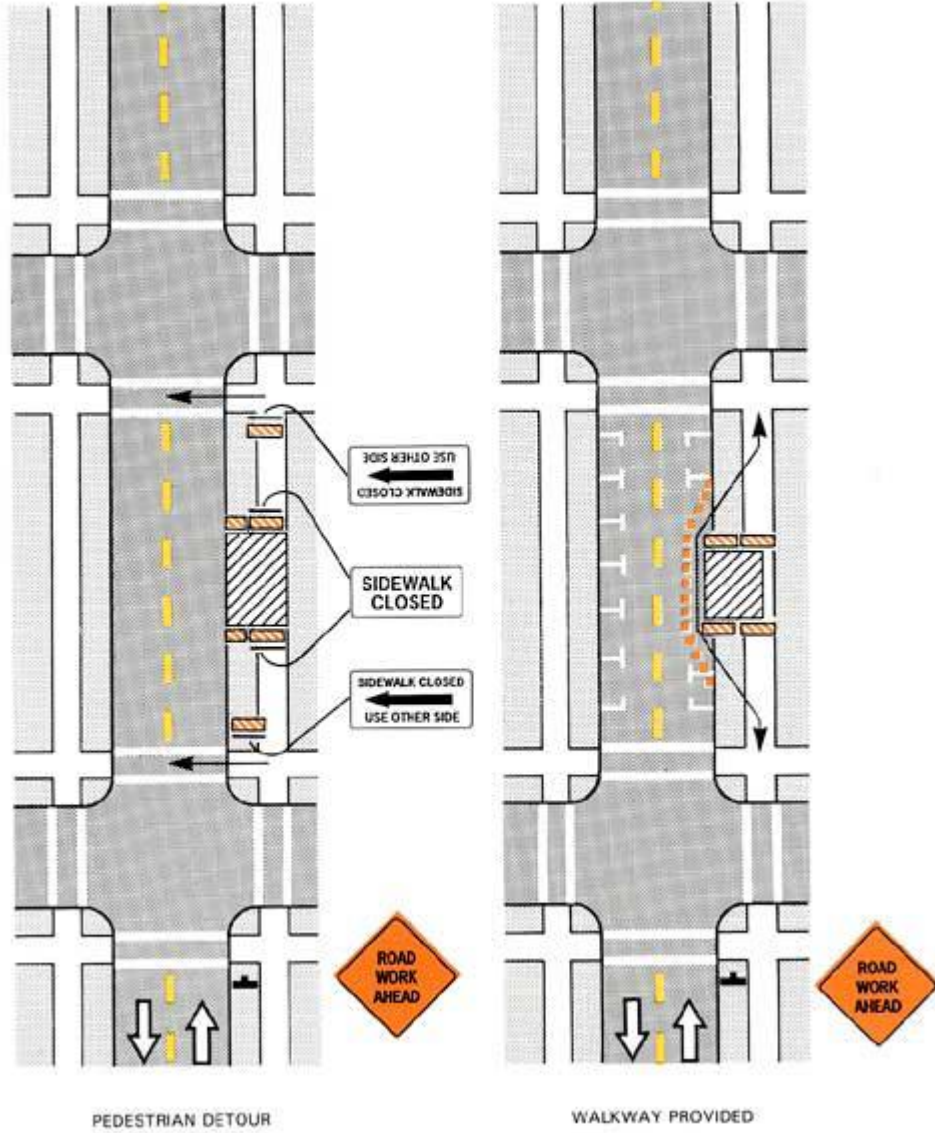 USE OTHER SIDE
SIDEWALK CLOSED
SIDEWALK
CLOSED
SIDEWALK CLOSED
USE OTHER SIDE
ROAD
WORK
AHEAD
ROAD
WORK
AHEAD
PEDESTRIAN DETOUR
WALKWAY PROVIDED